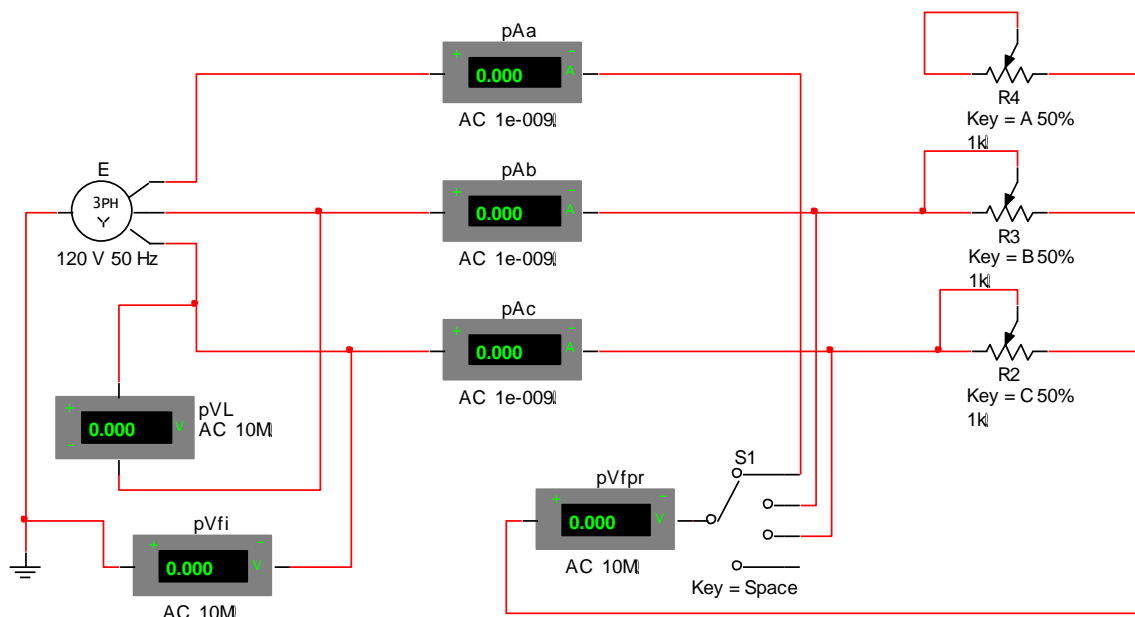 pAa
+
−
0.000
A
AC 1e-009
R4
Key = A 50%
1k
E
3PH
Y
120 V 50 Hz
pAb
+
−
0.000
A
AC 1e-009
R3
Key = B 50%
1k
pAc
+
−
0.000
A
AC 1e-009
R2
Key = C 50%
1k
pVL
AC 10M
+
−
0.000
V
S1
pVfpr
+
−
0.000
V
AC 10M
Key = Space
pVfi
+
−
0.000
V
AC 10M